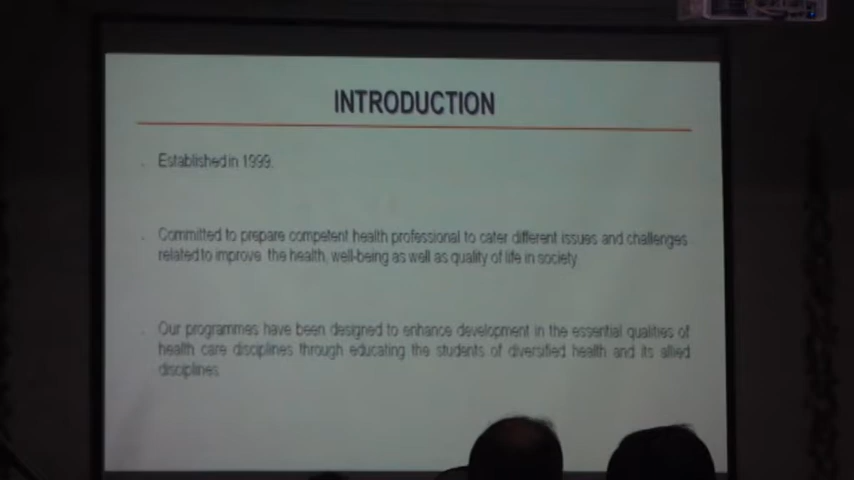 INTRODUCTION
Established in 1999.
Committed to prepare competent health professional to cater different issues and challenges
related to improve the health, well-being as well as quality of life in society
Our programmes have been designed to enhance development in the essential qualities of
health care disciplines through educating the students of diversified health and its allied
disciplines